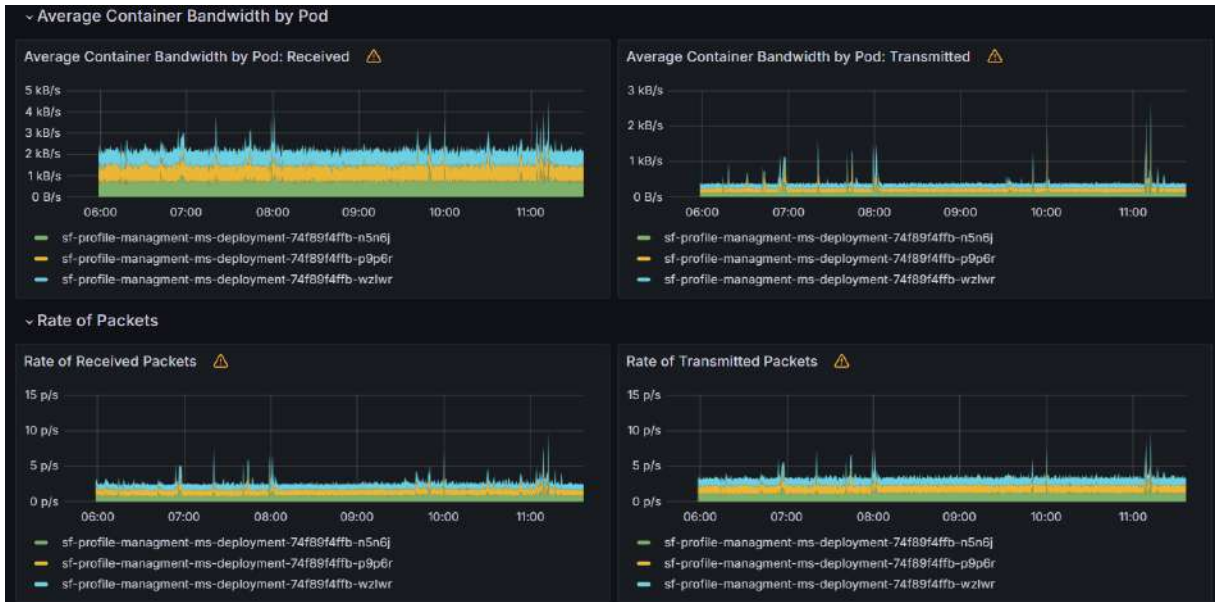 Average Container Bandwidth by Pod
Average Container Bandwidth by Pod: Received
5 kB/s
4 kB/s
3 kB/s
2 kB/s
1 kB/s
0 B/s
06:00 07:00 08:00 09:00 10:00 11:00
sf-profile-managment-ms-deployment-74f89f4ffb-n5n6j
sf-profile-managment-ms-deployment-74f89f4ffb-p9p6r
sf-profile-managment-ms-deployment-74f89f4ffb-wzlwr
Average Container Bandwidth by Pod: Transmitted
3 kB/s
2 kB/s
1 kB/s
0 B/s
06:00 07:00 08:00 09:00 10:00 11:00
sf-profile-managment-ms-deployment-74f89f4ffb-n5n6j
sf-profile-managment-ms-deployment-74f89f4ffb-p9p6r
sf-profile-managment-ms-deployment-74f89f4ffb-wzlwr
Rate of Packets
Rate of Received Packets
15 p/s
10 p/s
5 p/s
0 p/s
06:00 07:00 08:00 09:00 10:00 11:00
sf-profile-managment-ms-deployment-74f89f4ffb-n5n6j
sf-profile-managment-ms-deployment-74f89f4ffb-p9p6r
sf-profile-managment-ms-deployment-74f89f4ffb-wzlwr
Rate of Transmitted Packets
15 p/s
10 p/s
5 p/s
0 p/s
06:00 07:00 08:00 09:00 10:00 11:00
sf-profile-managment-ms-deployment-74f89f4ffb-n5n6j
sf-profile-managment-ms-deployment-74f89f4ffb-p9p6r
sf-profile-managment-ms-deployment-74f89f4ffb-wzlwr